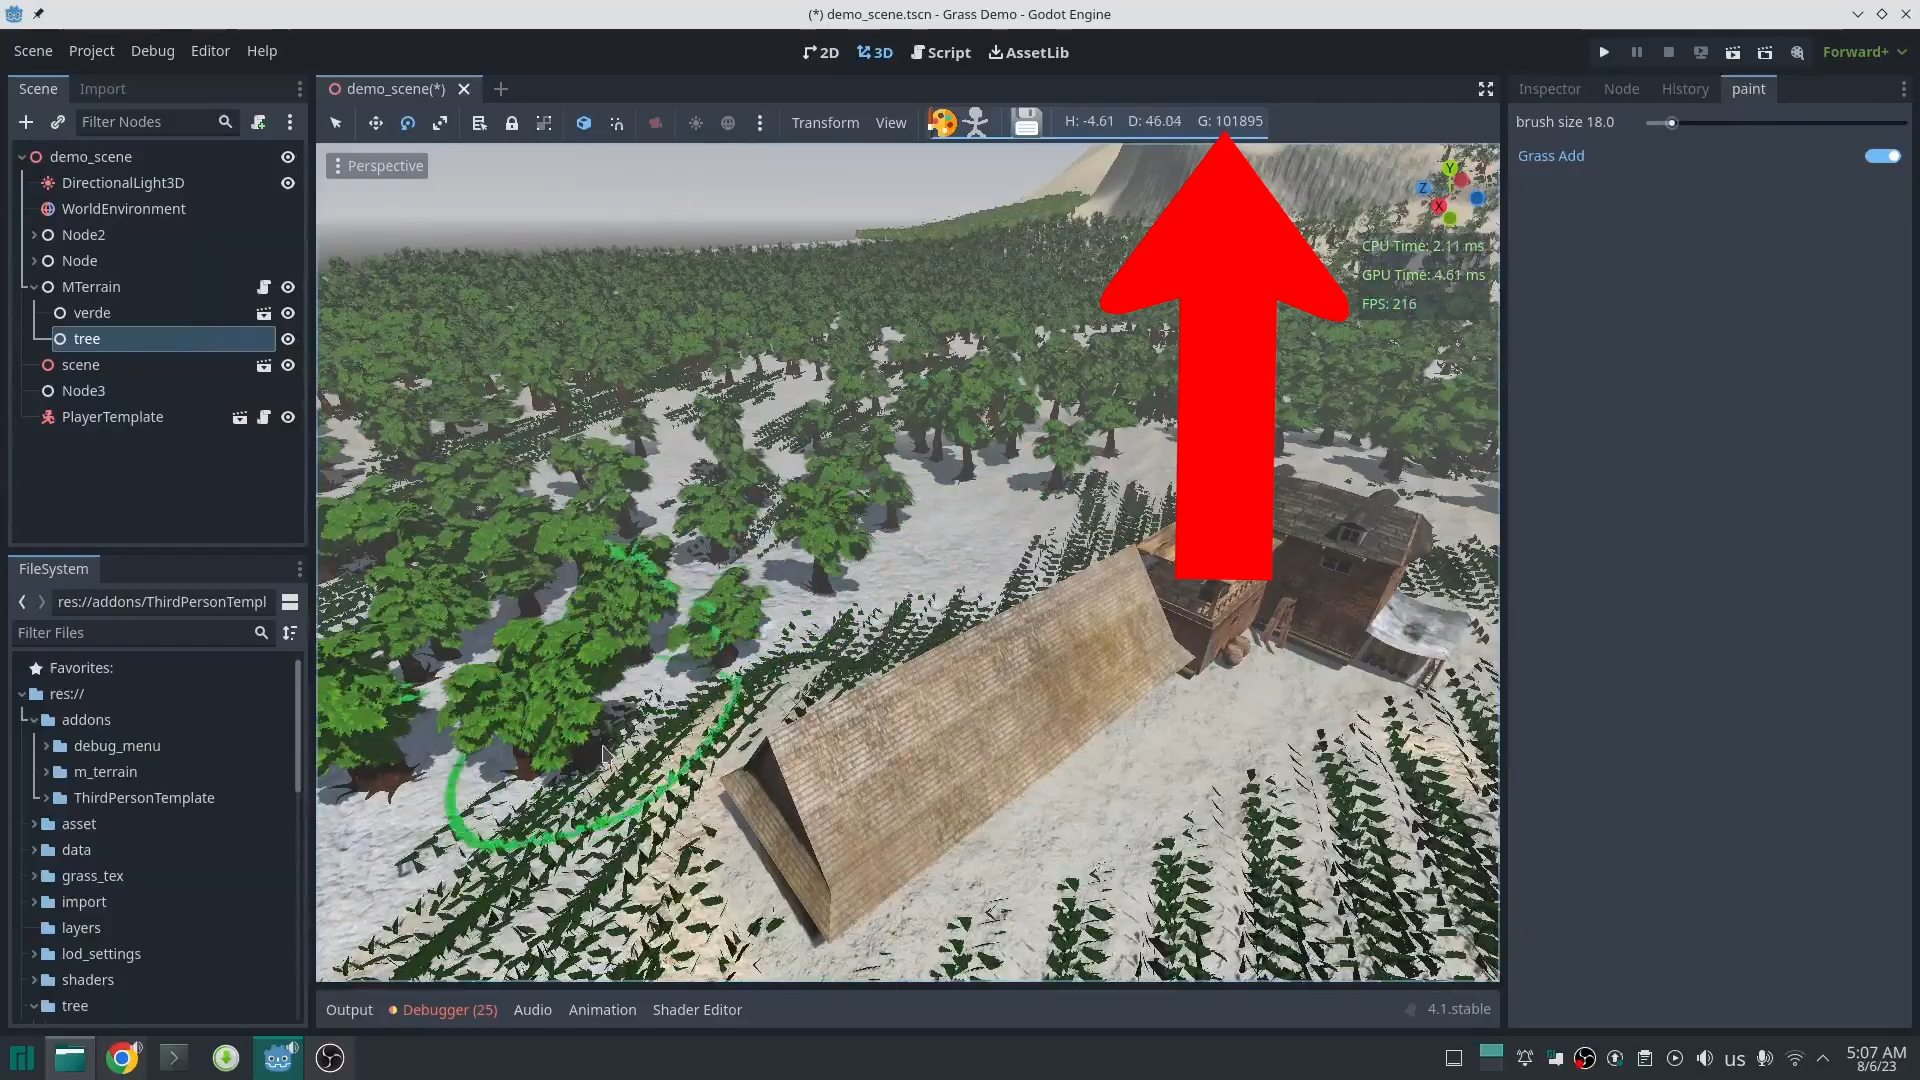 (*) demo_scene.tscn - Grass Demo - Godot Engine
Scene Project Debug Editor Help
2D 3D Script AssetLib
Forward+
Scene Import
demo_scene(*)
Inspector Node History paint
Filter Nodes
Transform View
H: -4.61 D: 46.04 G: 101895
brush size 18.0
Grass Add
Perspective
demo_scene
DirectionalLight3D
WorldEnvironment
Node2
Node
MTerrain
verde
tree
scene
Node3
PlayerTemplate
Y
Z
X
CPU Time: 2.11 ms
GPU Time: 4.61 ms
FPS: 216
FileSystem
res://addons/ThirdPersonTempl
Filter Files
Favorites:
res://
addons
debug_menu
m_terrain
ThirdPersonTemplate
asset
data
grass_tex
import
layers
lod_settings
shaders
tree
Output Debugger (25) Audio Animation Shader Editor
4.1.stable
us
5:07 AM
8/6/23